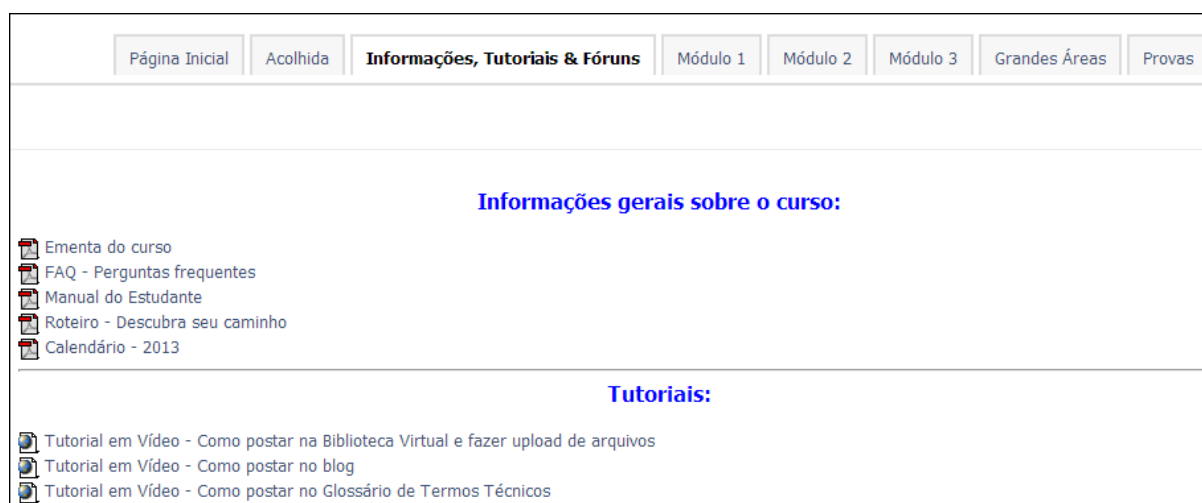 Página Inicial Acolhida Informações, Tutoriais & Fóruns Módulo 1 Módulo 2 Módulo 3 Grandes Áreas Provas
Informações gerais sobre o curso:
Ementa do curso
FAQ - Perguntas frequentes
Manual do Estudante
Roteiro - Descubra seu caminho
Calendário - 2013
Tutoriais:
Tutorial em Vídeo - Como postar na Biblioteca Virtual e fazer upload de arquivos
Tutorial em Vídeo - Como postar no blog
Tutorial em Vídeo - Como postar no Glossário de Termos Técnicos